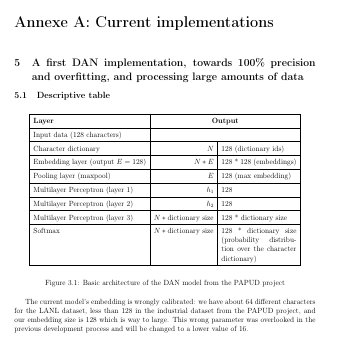 Annexe A: Current implementations
5 A first DAN implementation, towards 100% precision
and overfitting, and processing large amounts of data
5.1 Descriptive table
Layer Output
Input data (128 characters)
Character dictionary N 128 (dictionary ids)
Embedding layer (output E = 128) N ∗ E 128 * 128 (embeddings)
Pooling layer (maxpool) E 128 (max embedding)
Multilayer Perceptron (layer 1) h₁ 128
Multilayer Perceptron (layer 2) h₂ 128
Multilayer Perceptron (layer 3) N ∗ dictionary size 128 * dictionary size
Softmax N ∗ dictionary size 128 * dictionary size
(probability distribu-
tion over the character
dictionary)
Figure 3.1: Basic architecture of the DAN model from the PAPUD project
The current model's embedding is wrongly calibrated: we have about 64 different characters
for the LANL dataset, less than 128 in the industrial dataset from the PAPUD project, and
our embedding size is 128 which is way to large. This wrong parameter was overlooked in the
previous development process and will be changed to a lower value of 16.